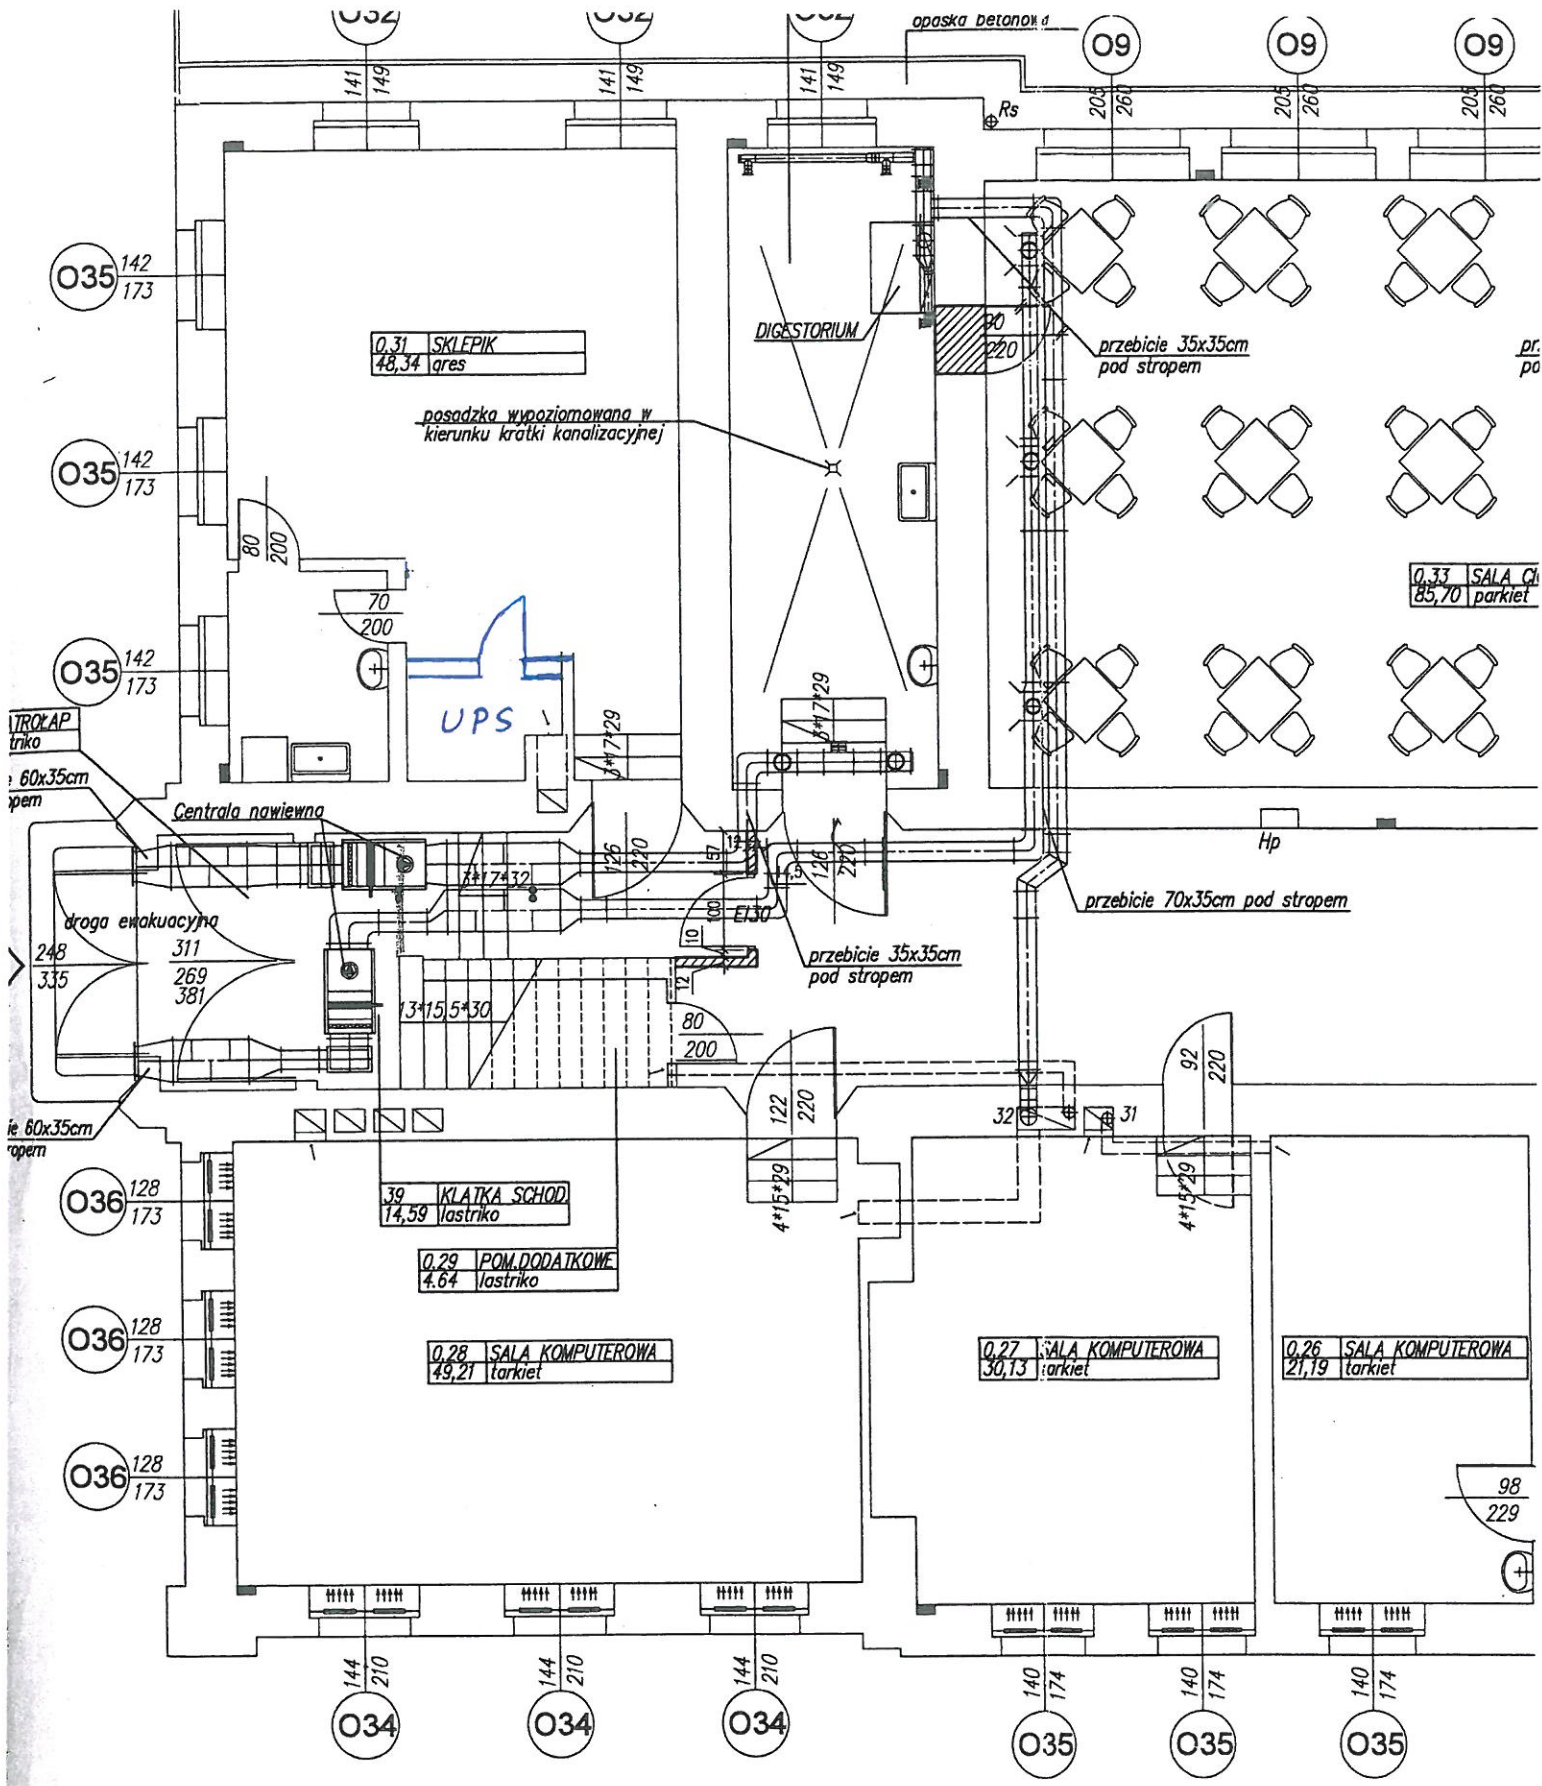 O32
O32
O32
opaska betonowa
O9
O9
O9
141
149
141
149
141
149
205
260
205
260
205
260
Rs
O35
142
173
DIGESTORIUM
90
220
przebicie 35x35cm
pod stropem
0.31 SKLEPIK
48,34 gres
posadzka wypoziomowana w
kierunku kratki kanalizacyjnej
O35
142
173
80
200
0.33 SALA
85,70 parkiet
70
200
O35
142
173
UPS
3*17*29
3*17*29
60x35cm
Centrala nawiewna
126
220
57
126
220
Hp
3*17*32
14,5
100
EI30
10
12
droga ewakuacyjna
248
335
311
269
381
przebicie 70x35cm pod stropem
przebicie 35x35cm
pod stropem
13*15,5*30
80
200
122
220
92
220
32
31
60x35cm
O36
128
173
39 KLATKA SCHOD.
14,59 lastriko
4*15*29
4*15*29
0.29 POM.DODATKOWE
4.64 lastriko
O36
128
173
0.28 SALA KOMPUTEROWA
49,21 tarkiet
0.27 SALA KOMPUTEROWA
30,13 tarkiet
0.26 SALA KOMPUTEROWA
21,19 tarkiet
O36
128
173
98
229
144
210
144
210
144
210
140
174
140
174
140
174
O34
O34
O34
O35
O35
O35